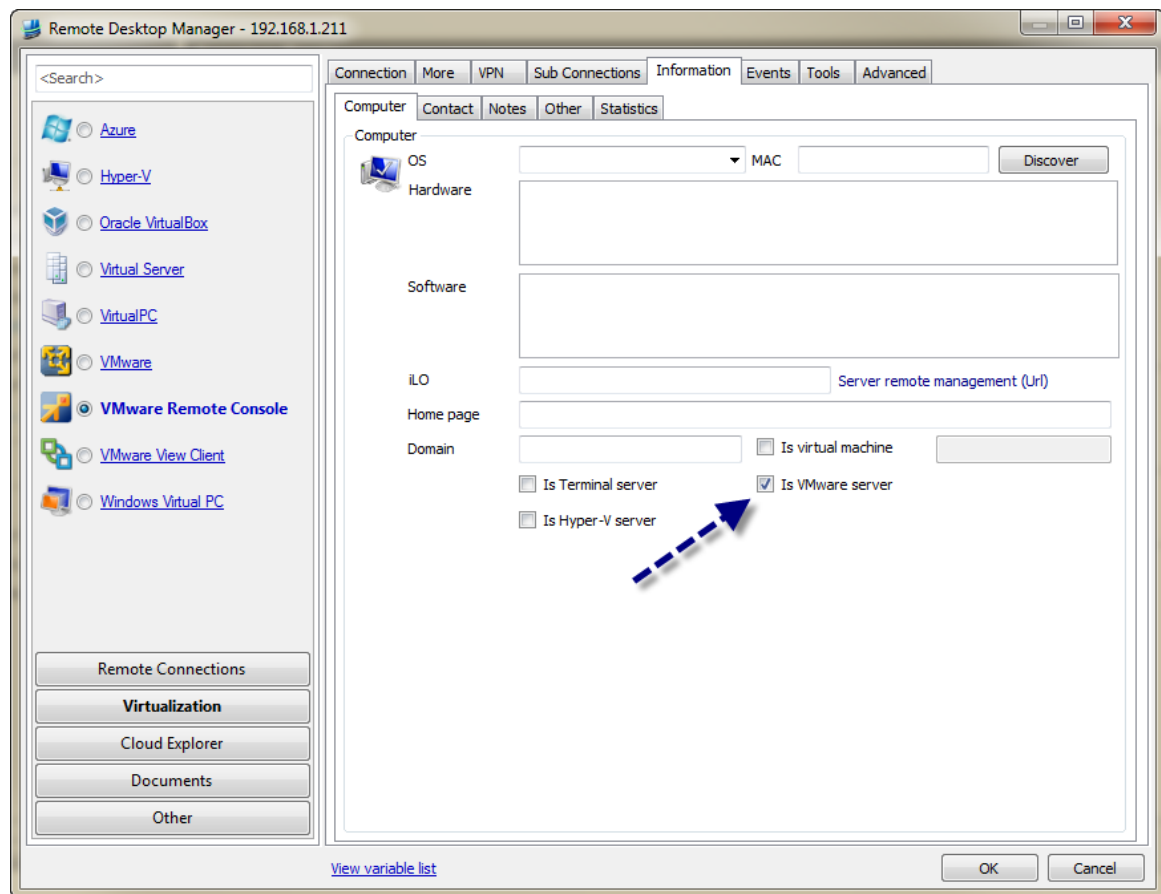 Remote Desktop Manager - 192.168.1.211
<Search>
Azure
Hyper-V
Oracle VirtualBox
Virtual Server
VirtualPC
VMware
VMware Remote Console
VMware View Client
Windows Virtual PC
Remote Connections
Virtualization
Cloud Explorer
Documents
Other
Connection More VPN Sub Connections Information Events Tools Advanced
Computer Contact Notes Other Statistics
Computer
OS MAC Discover
Hardware
Software
iLO Server remote management (Url)
Home page
Domain Is virtual machine
Is Terminal server Is VMware server
Is Hyper-V server
View variable list OK Cancel